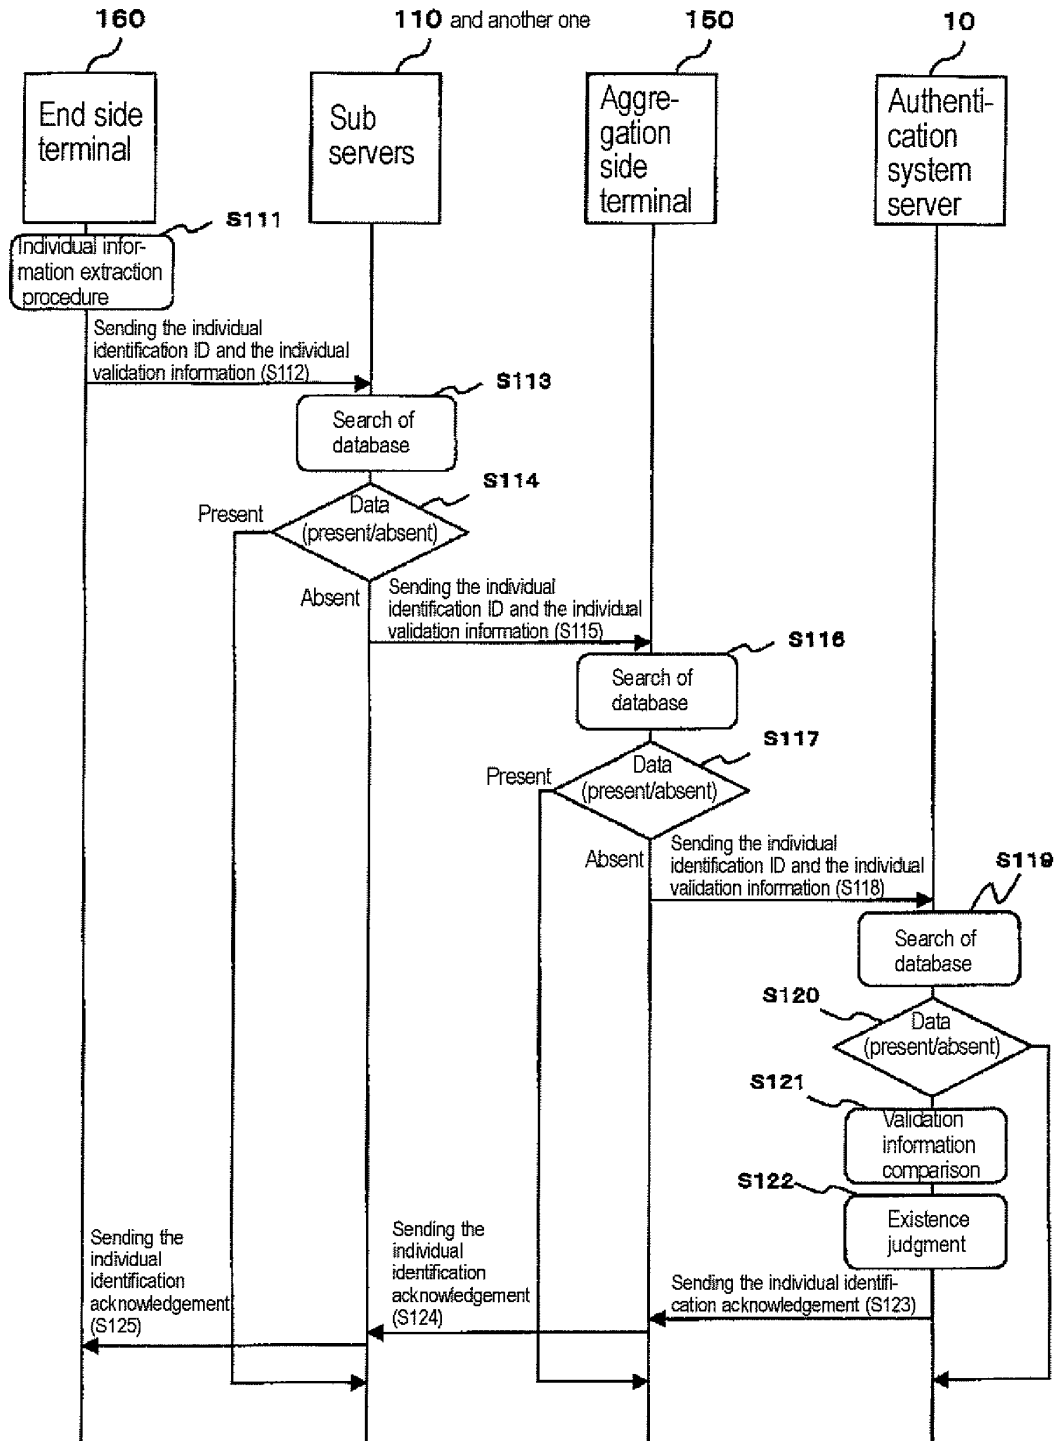 160
110 and another one
150
10
End side
terminal
Sub
servers
Aggre-
gation
side
terminal
Authenti-
cation
system
server
S111
Individual infor-
mation extraction
procedure
Sending the individual
identification ID and the individual
validation information (S112)
S113
Search of
database
S114
Data
(present/absent)
Present
Absent
Sending the individual
identification ID and the individual
validation information (S115)
S116
Search of
database
S117
Data
(present/absent)
Present
Absent
Sending the individual
identification ID and the individual
validation information (S118)
S119
Search of
database
S120
Data
(present/absent)
S121
Validation
information
comparison
S122
Existence
judgment
Sending the individual identifi-
cation acknowledgement (S123)
Sending the
individual
identification
acknowledgement
(S124)
Sending the
individual
identification
acknowledgement
(S125)